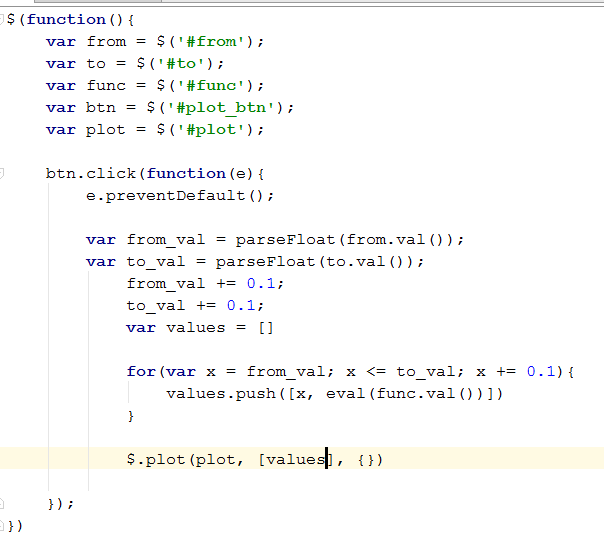 $(function(){
    var from = $('#from');
    var to = $('#to');
    var func = $('#func');
    var btn = $('#plot_btn');
    var plot = $('#plot');

    btn.click(function(e){
        e.preventDefault();

        var from_val = parseFloat(from.val());
        var to_val = parseFloat(to.val());
            from_val += 0.1;
            to_val += 0.1;
            var values = []

            for(var x = from_val; x <= to_val; x += 0.1){
                values.push([x, eval(func.val())])
            }

            $.plot(plot, [values], {})

    });
})